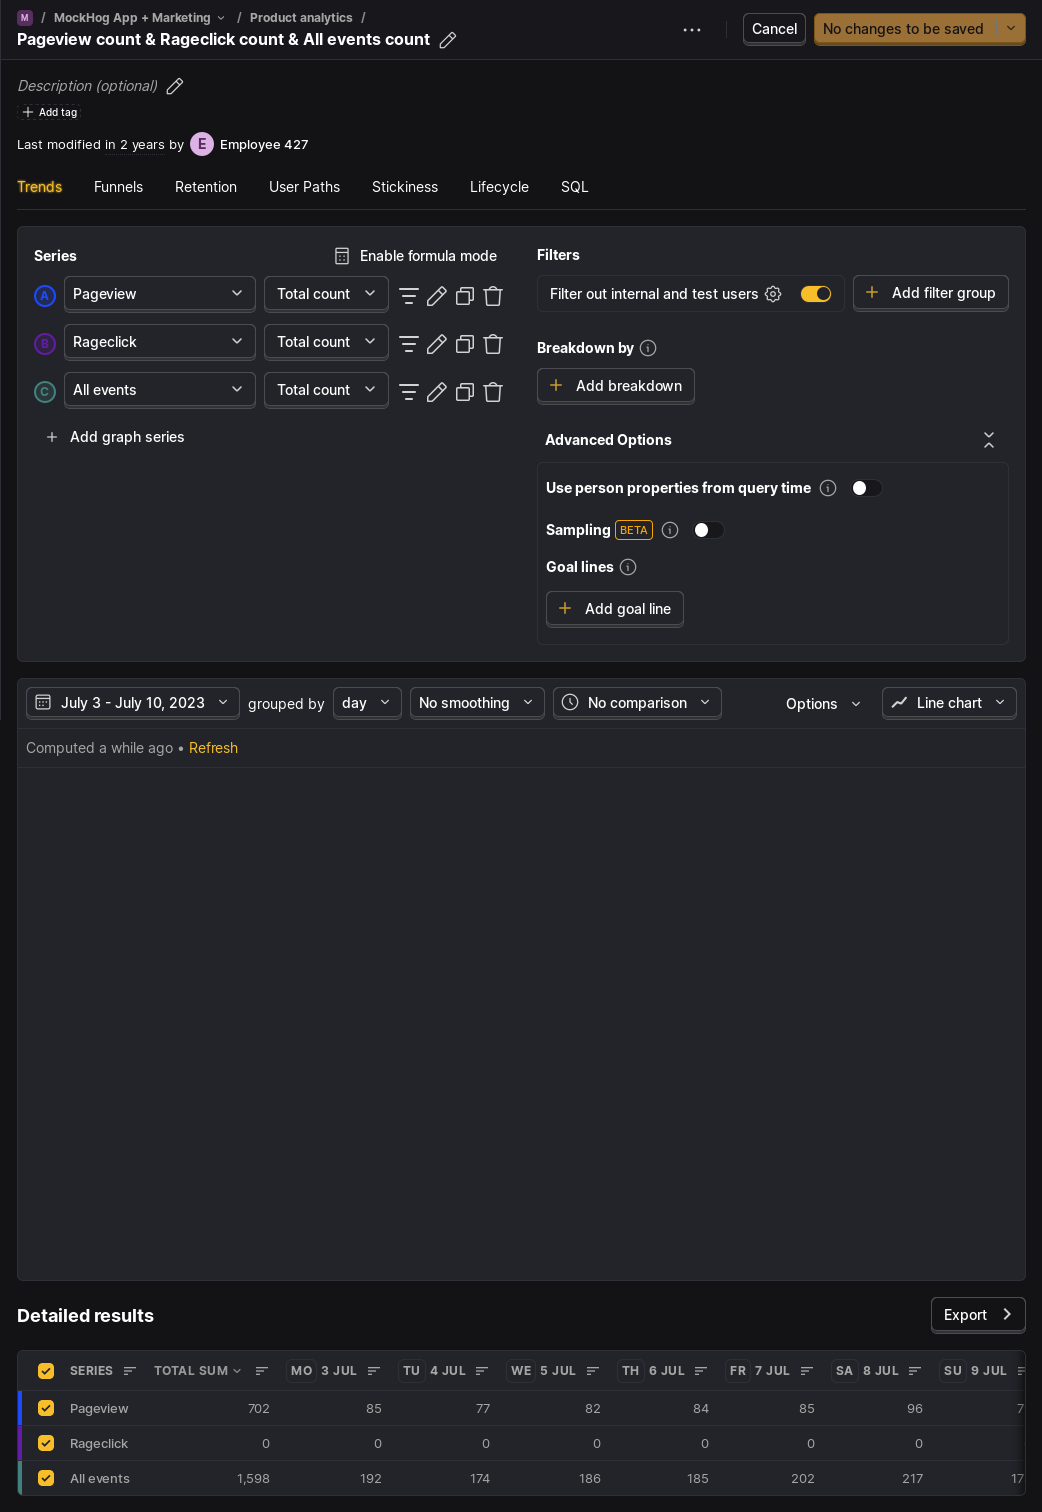 M / MockHog App + Marketing / Product analytics /
Pageview count & Rageclick count & All events count
Cancel
No changes to be saved
Description (optional)
Add tag
Last modified in 2 years by E Employee 427
Trends Funnels Retention User Paths Stickiness Lifecycle SQL
Series
Enable formula mode
A Pageview Total count
B Rageclick Total count
C All events Total count
Add graph series
Filters
Filter out internal and test users
Add filter group
Breakdown by
Add breakdown
Advanced Options
Use person properties from query time
Sampling BETA
Goal lines
Add goal line
July 3 - July 10, 2023 grouped by day No smoothing No comparison Options Line chart
Computed a while ago • Refresh
Detailed results
Export
SERIES TOTAL SUM MO 3 JUL TU 4 JUL WE 5 JUL TH 6 JUL FR 7 JUL SA 8 JUL SU 9 JUL
Pageview 702 85 77 82 84 85 96 7
Rageclick 0 0 0 0 0 0 0
All events 1,598 192 174 186 185 202 217 17